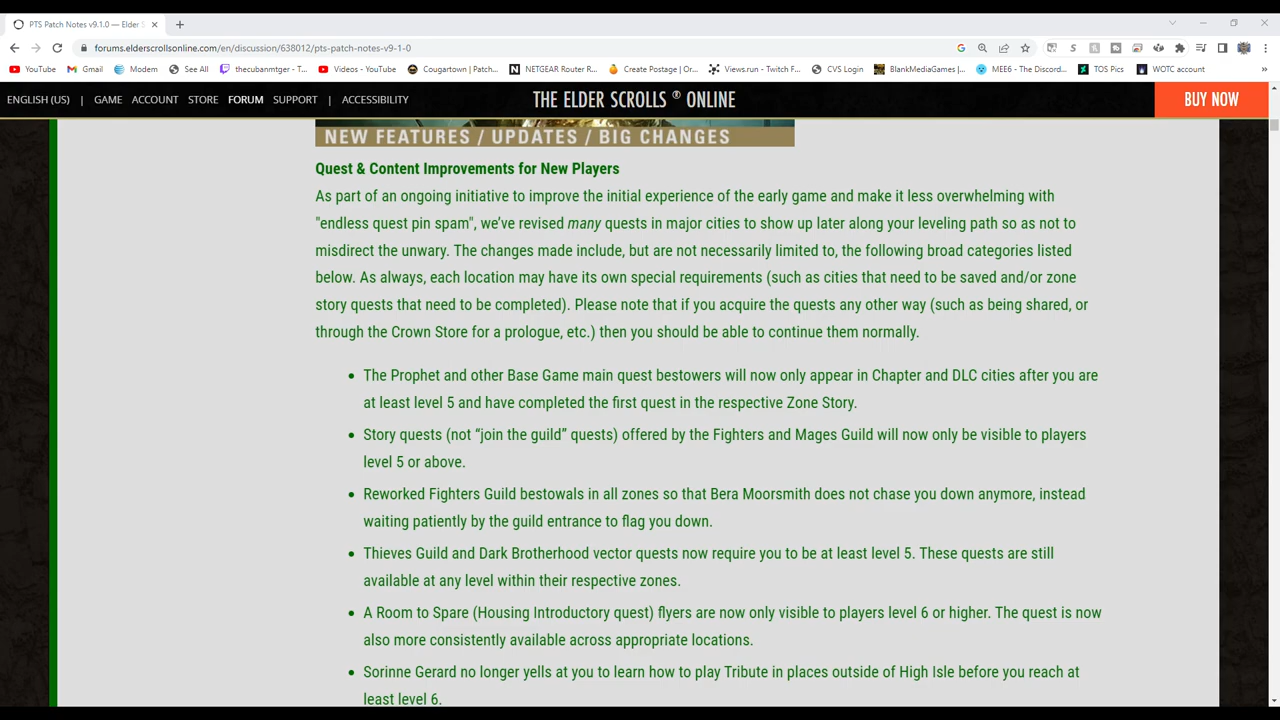 PTS Patch Notes v9.1.0 — Elder S
forums.elderscrollsonline.com/en/discussion/638012/pts-patch-notes-v9-1-0
YouTube Gmail Modem See All thecubanmtger - T... Videos - YouTube Cougartown | Patch... NETGEAR Router R... Create Postage | Or... Views.run - Twitch F... CVS Login BlankMediaGames |... MEE6 - The Discord... TOS Pics WOTC account »
ENGLISH (US) GAME ACCOUNT STORE FORUM SUPPORT | ACCESSIBILITY THE ELDER SCROLLS ® ONLINE BUY NOW
NEW FEATURES / UPDATES / BIG CHANGES
Quest & Content Improvements for New Players
As part of an ongoing initiative to improve the initial experience of the early game and make it less overwhelming with
"endless quest pin spam", we've revised many quests in major cities to show up later along your leveling path so as not to
misdirect the unwary. The changes made include, but are not necessarily limited to, the following broad categories listed
below. As always, each location may have its own special requirements (such as cities that need to be saved and/or zone
story quests that need to be completed). Please note that if you acquire the quests any other way (such as being shared, or
through the Crown Store for a prologue, etc.) then you should be able to continue them normally.
• The Prophet and other Base Game main quest bestowers will now only appear in Chapter and DLC cities after you are
at least level 5 and have completed the first quest in the respective Zone Story.
• Story quests (not “join the guild” quests) offered by the Fighters and Mages Guild will now only be visible to players
level 5 or above.
• Reworked Fighters Guild bestowals in all zones so that Bera Moorsmith does not chase you down anymore, instead
waiting patiently by the guild entrance to flag you down.
• Thieves Guild and Dark Brotherhood vector quests now require you to be at least level 5. These quests are still
available at any level within their respective zones.
• A Room to Spare (Housing Introductory quest) flyers are now only visible to players level 6 or higher. The quest is now
also more consistently available across appropriate locations.
• Sorinne Gerard no longer yells at you to learn how to play Tribute in places outside of High Isle before you reach at
least level 6.